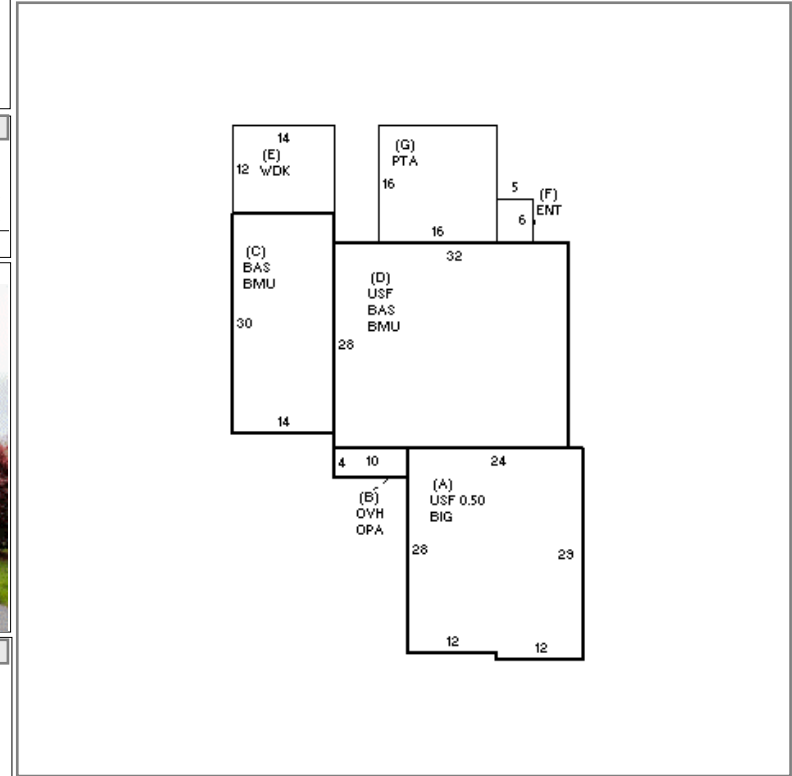 14
(E)
12 WDK
(G)
PTA
16
16
5
(F)
6 ENT
32
(C)
BAS
BMU
30
14
(D)
USF
BAS
BMU
28
4 10
(B)
OVH
OPA
24
(A)
USF 0.50
BIG
28
29
12
12